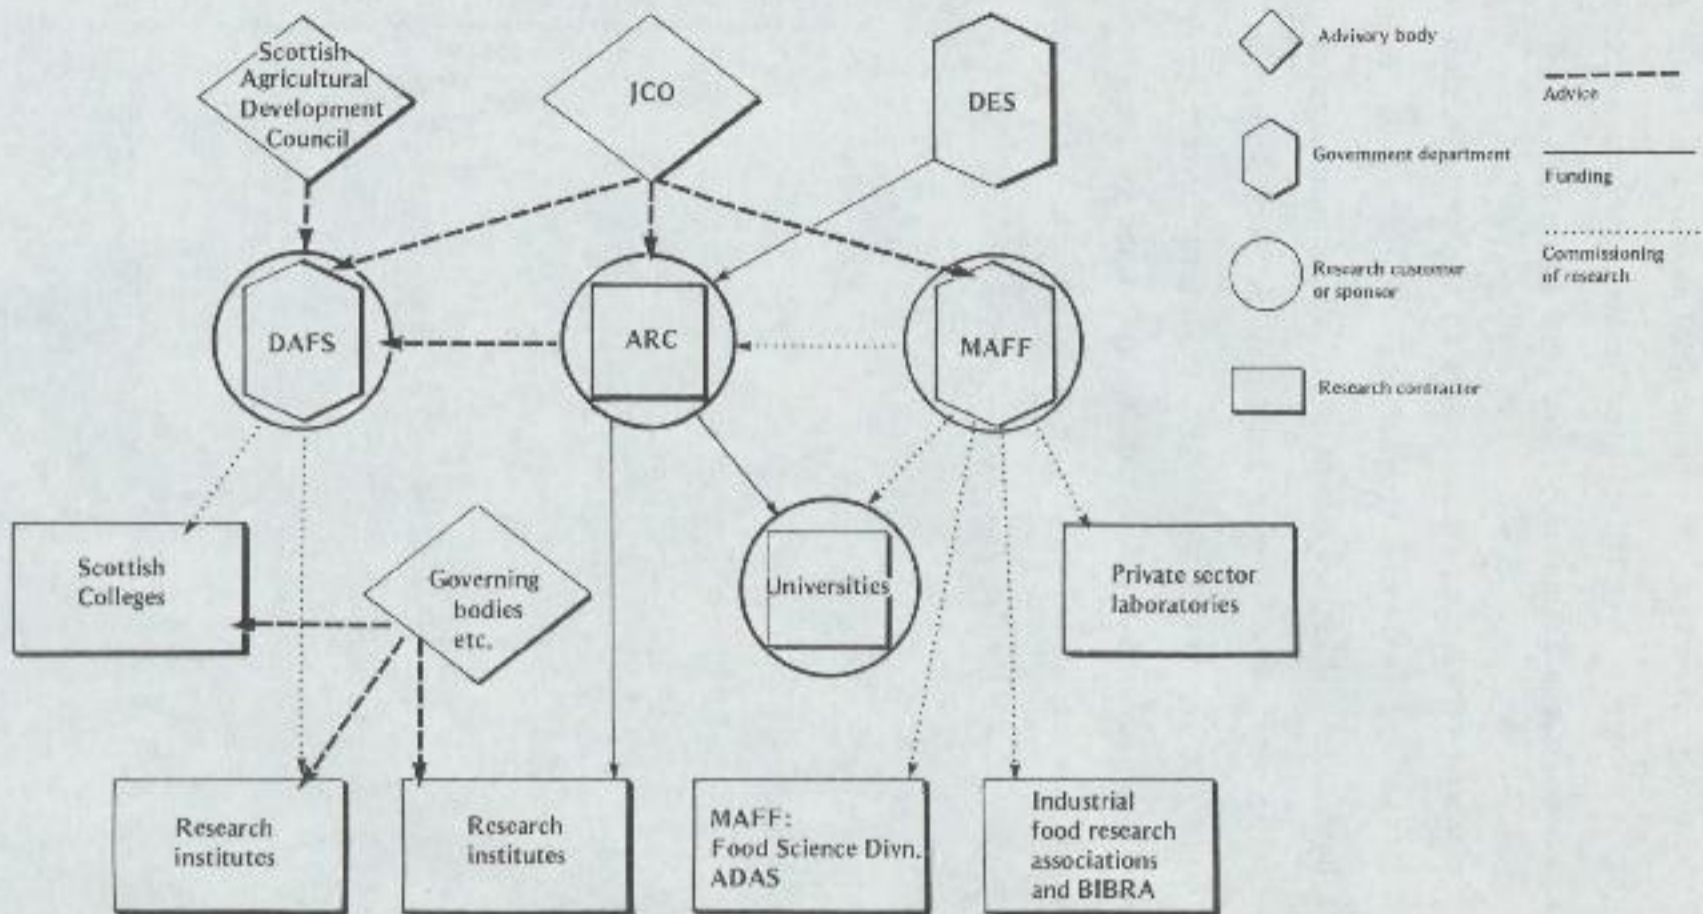 Scottish
Agricultural
Development
Council
JCO
DES
Advisory body
Advice
Government department
Funding
Research customer
or sponsor
Commissioning
of research
Research contractor
DAFS
ARC
MAFF
Scottish
Colleges
Governing
bodies
etc.
Universities
Private sector
laboratories
Research
institutes
Research
institutes
MAFF:
Food Science Divn.
ADAS
Industrial
food research
associations
and BIBRA